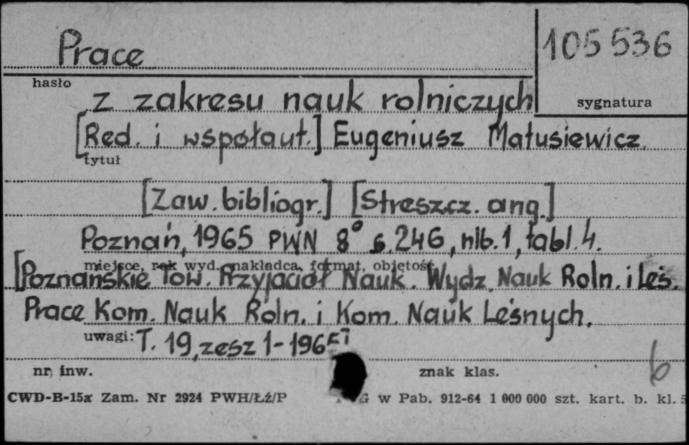 Prace
105 536
hasło
z zakresu nauk rolniczych
sygnatura
[Red. i współaut.] Eugeniusz Matusiewicz.
tytuł
[Zaw. bibliogr.] [Streszcz. ang.]
Poznań, 1965 PWN 8° s. 246, nlb. 1, tabl. 4.
miejsce, rok wyd., nakładca, format, objętość
[Poznańskie Tow. Przyjaciół Nauk. Wydz. Nauk Roln. i Leś.
Prace Kom. Nauk Roln. i Kom. Nauk Leśnych.
uwagi: T. 19, zesz 1-1965]
nr inw.
znak klas.
6
CWD-B-15x Zam. Nr 2924 PWH/Łź/P G w Pab. 912-64 1 000 000 szt. kart. b. kl. 5